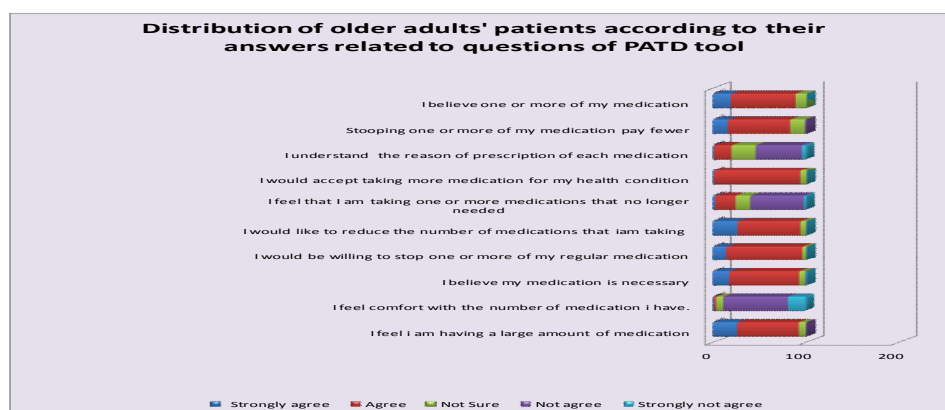 Distribution of older adults' patients according to their
answers related to questions of PATD tool
I believe one or more of my medication
Stooping one or more of my medication pay fewer
I understand the reason of prescription of each medication
I would accept taking more medication for my health condition
I feel that I am taking one or more medications that no longer
needed
I would like to reduce the number of medications that iam taking
I would be willing to stop one or more of my regular medication
I believe my medication is necessary
I feel comfort with the number of medication i have.
I feel i am having a large amount of medication
0 100 200
Strongly agree Agree Not Sure Not agree Strongly not agree